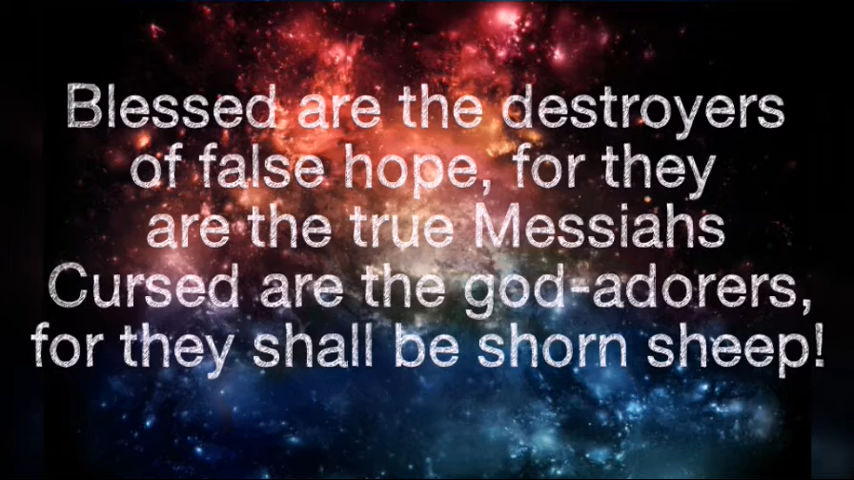 Blessed are the destroyers
of false hope, for they
are the true Messiahs
Cursed are the god-adorers,
for they shall be shorn sheep!